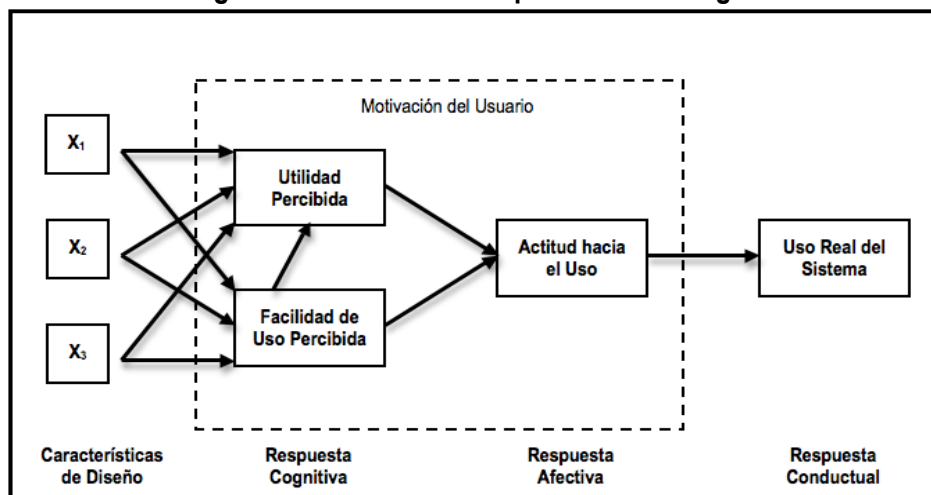 Motivación del Usuario
X₁
Utilidad
Percibida
X₂
Actitud hacia
el Uso
Uso Real del
Sistema
Facilidad de
Uso Percibida
X₃
Características
de Diseño
Respuesta
Cognitiva
Respuesta
Afectiva
Respuesta
Conductual